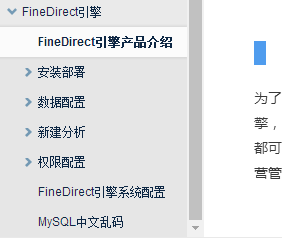 FineDirect引擎
FineDirect引擎产品介绍
安装部署
数据配置
新建分析
权限配置
FineDirect引擎系统配置
MySQL中文乱码
为了
擎，
都可
营管